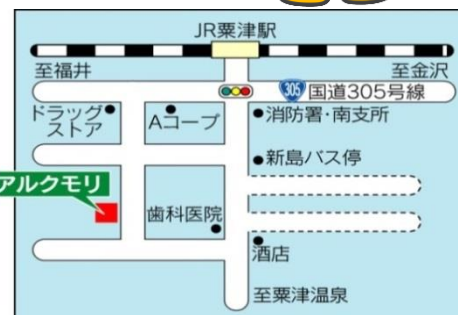 JR粟津駅
至福井
至金沢
305 国道305号線
ドラッグ
ストア
Aコープ
消防署・南支所
新島バス停
アルクモリ
歯科医院
酒店
至粟津温泉